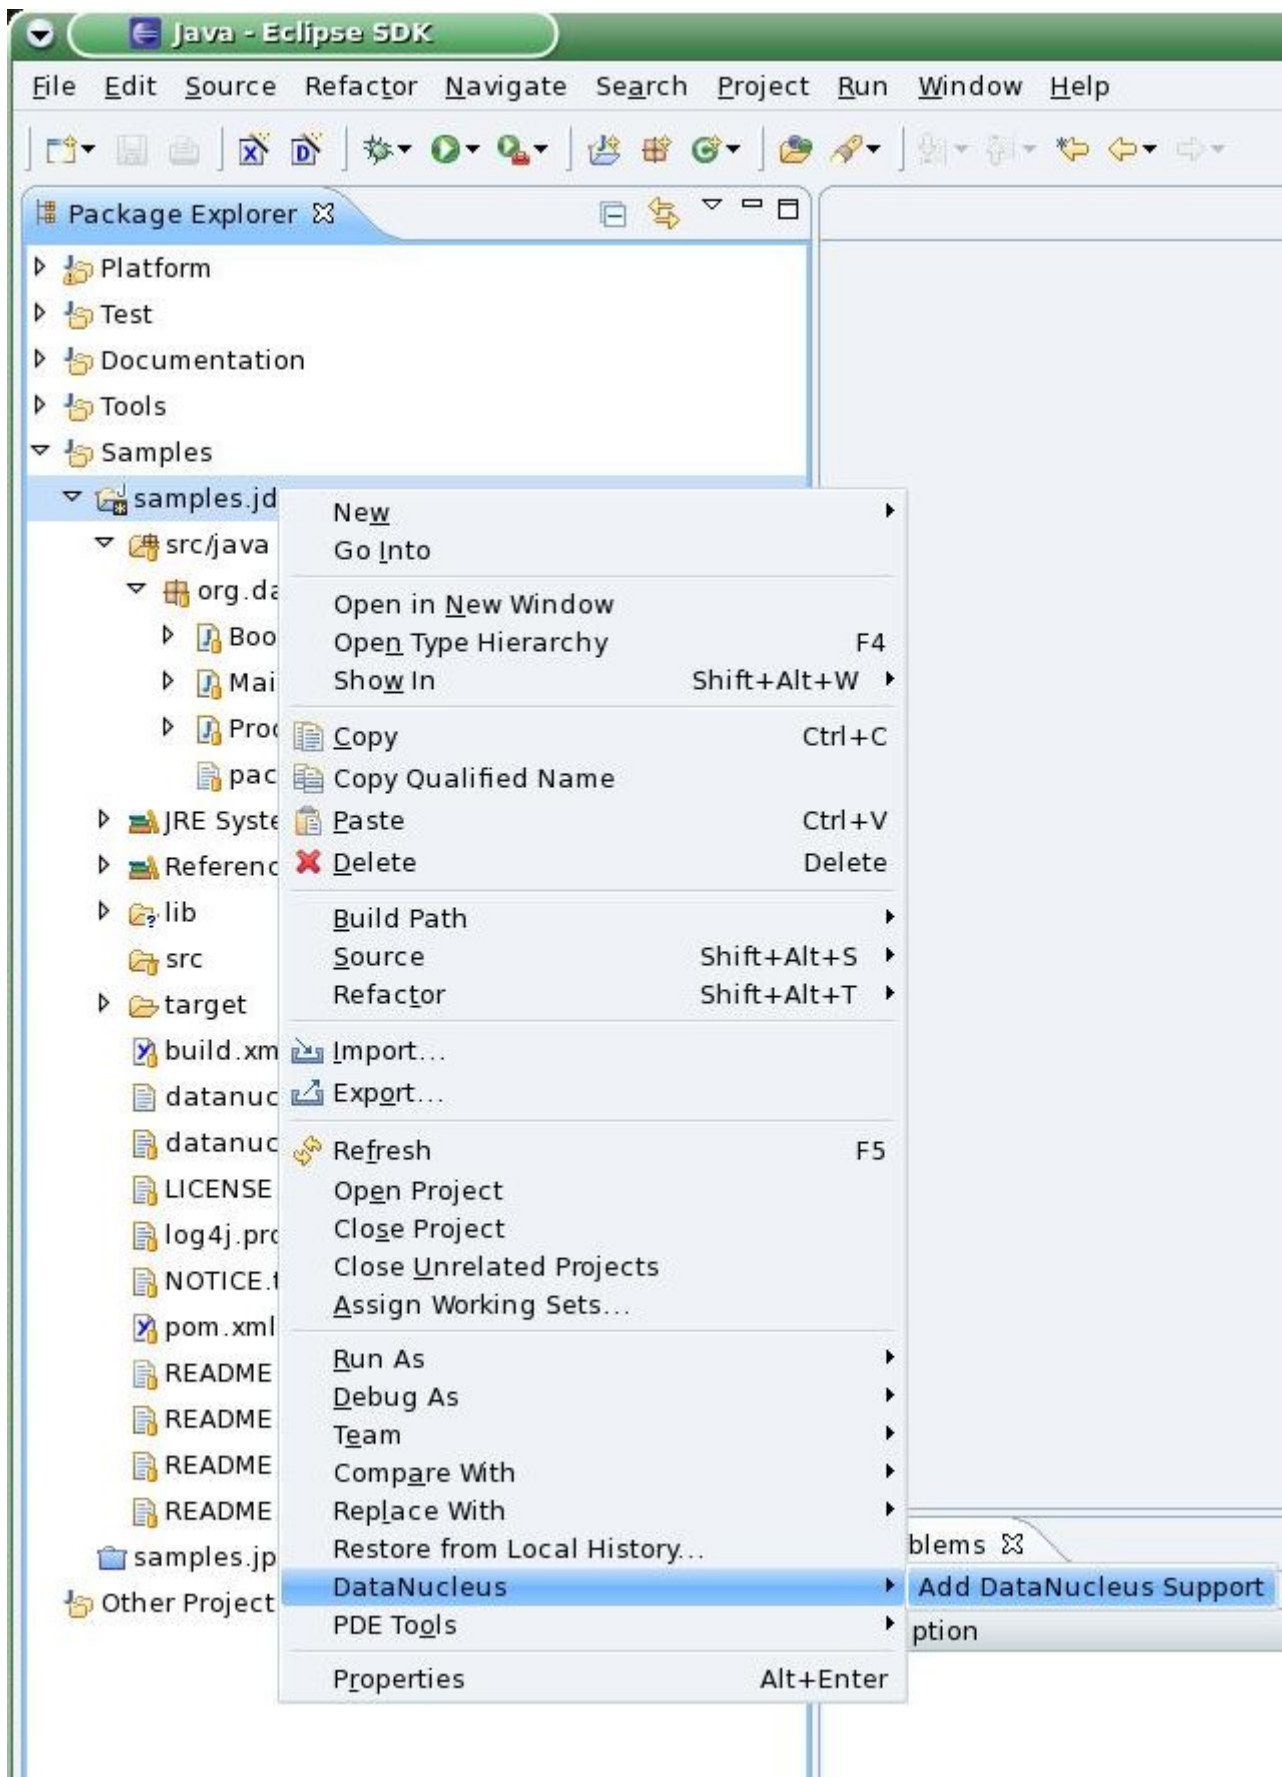 Java - Eclipse SDK
File Edit Source Refactor Navigate Search Project Run Window Help
Package Explorer
Platform
Test
Documentation
Tools
Samples
samples.jd
src/java
org.da
Boo
Mai
Proc
pac
JRE Syste
Referenc
lib
src
target
build.xm
datanuc
datanuc
LICENSE
log4j.pro
NOTICE.t
pom.xml
README
README
README
README
samples.jp
Other Project
New
Go Into
Open in New Window
Open Type Hierarchy F4
Show In Shift+Alt+W
Copy Ctrl+C
Copy Qualified Name
Paste Ctrl+V
Delete Delete
Build Path
Source Shift+Alt+S
Refactor Shift+Alt+T
Import...
Export...
Refresh F5
Open Project
Close Project
Close Unrelated Projects
Assign Working Sets...
Run As
Debug As
Team
Compare With
Replace With
Restore from Local History...
DataNucleus
PDE Tools
Properties Alt+Enter
blems
Add DataNucleus Support
ption